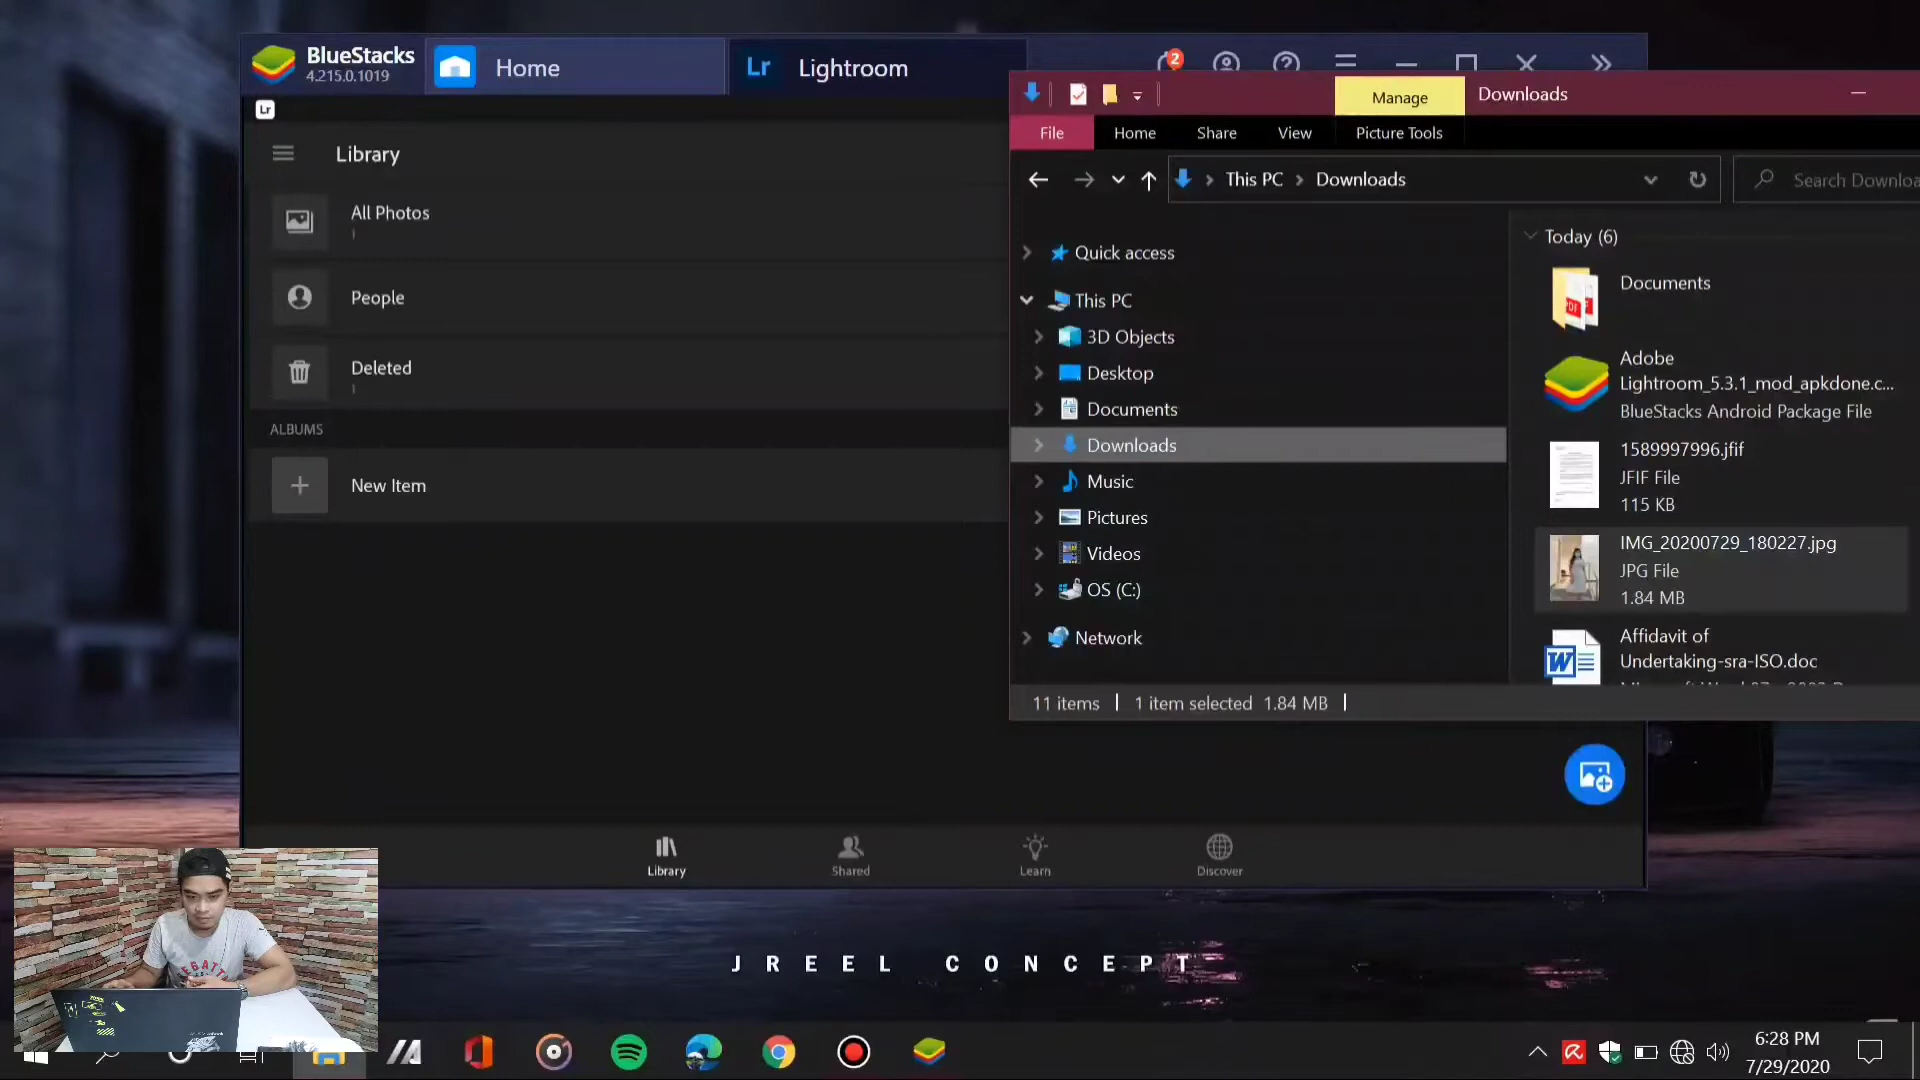 BlueStacks
4.215.0.1019
Home
Lr Lightroom
2
Lr
Library
All Photos
People
Deleted
ALBUMS
New Item
Library
Shared
Learn
Discover
Manage
Downloads
File
Home
Share
View
Picture Tools
This PC
Downloads
Search Downloa
Quick access
This PC
3D Objects
Desktop
Documents
Downloads
Music
Pictures
Videos
OS (C:)
Network
Today (6)
Documents
Adobe
Lightroom_5.3.1_mod_apkdone.c...
BlueStacks Android Package File
1589997996.jfif
JFIF File
115 KB
IMG_20200729_180227.jpg
JPG File
1.84 MB
Affidavit of
Undertaking-sra-ISO.doc
11 items
1 item selected 1.84 MB
JREEL CONCEPT
6:28 PM
7/29/2020